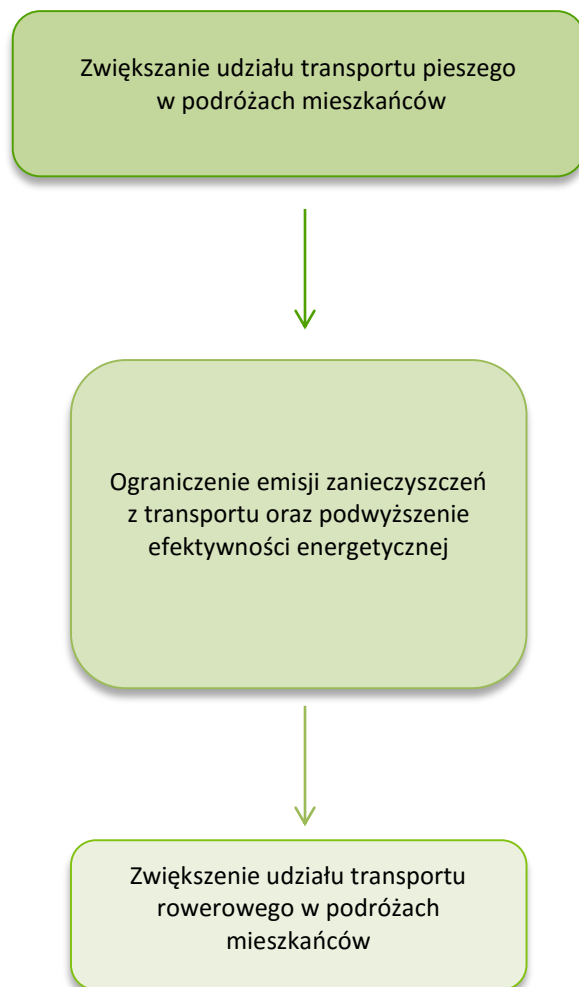 Zwiększanie udziału transportu pieszego
w podróżach mieszkańców
Ograniczenie emisji zanieczyszczeń
z transportu oraz podwyższenie
efektywności energetycznej
Zwiększenie udziału transportu
rowerowego w podróżach
mieszkańców